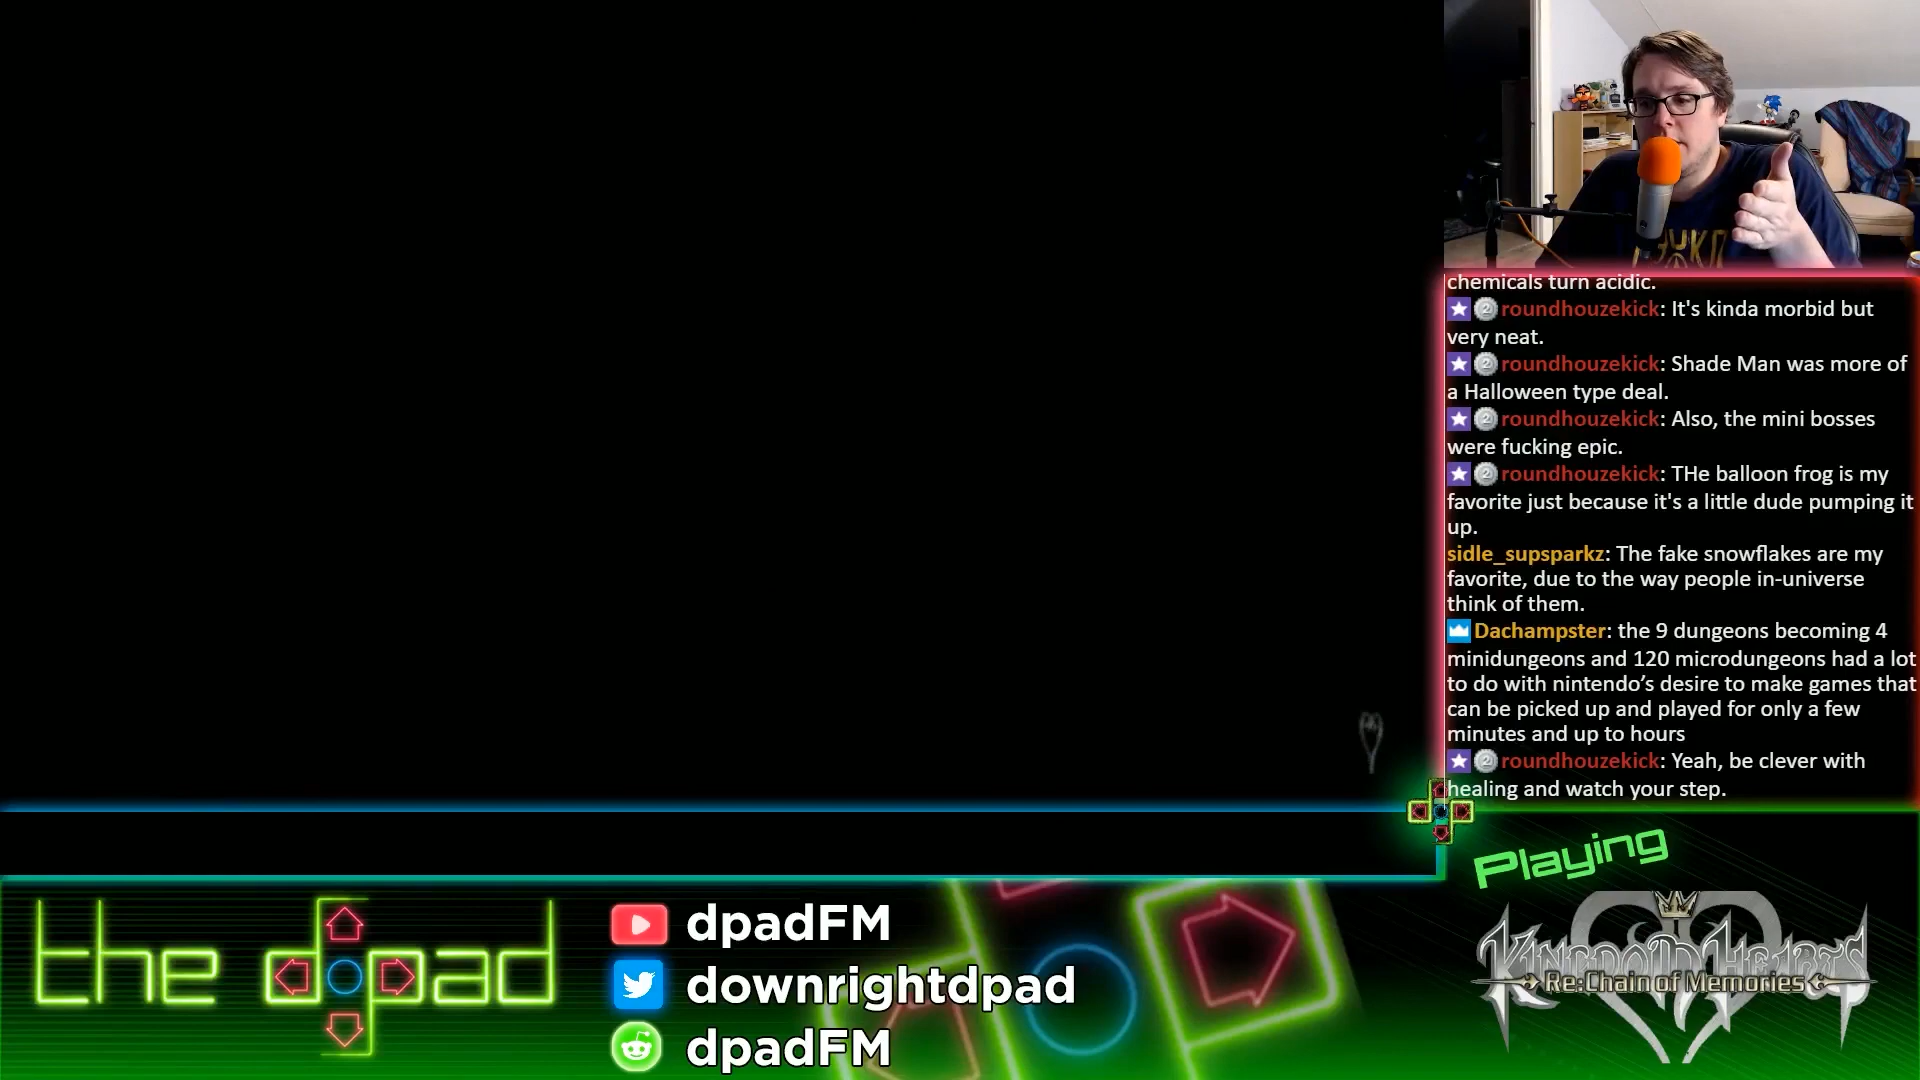 chemicals turn acidic.
roundhouzekick: It's kinda morbid but
very neat.
roundhouzekick: Shade Man was more of
a Halloween type deal.
roundhouzekick: Also, the mini bosses
were fucking epic.
roundhouzekick: THe balloon frog is my
favorite just because it's a little dude pumping it
up.
sidle_supsparkz: The fake snowflakes are my
favorite, due to the way people in-universe
think of them.
Dachampster: the 9 dungeons becoming 4
minidungeons and 120 microdungeons had a lot
to do with nintendo’s desire to make games that
can be picked up and played for only a few
minutes and up to hours
roundhouzekick: Yeah, be clever with
healing and watch your step.
Playing
KINGDOM HEARTS
Re:Chain of Memories
the dpad
dpadFM
downrightdpad
dpadFM